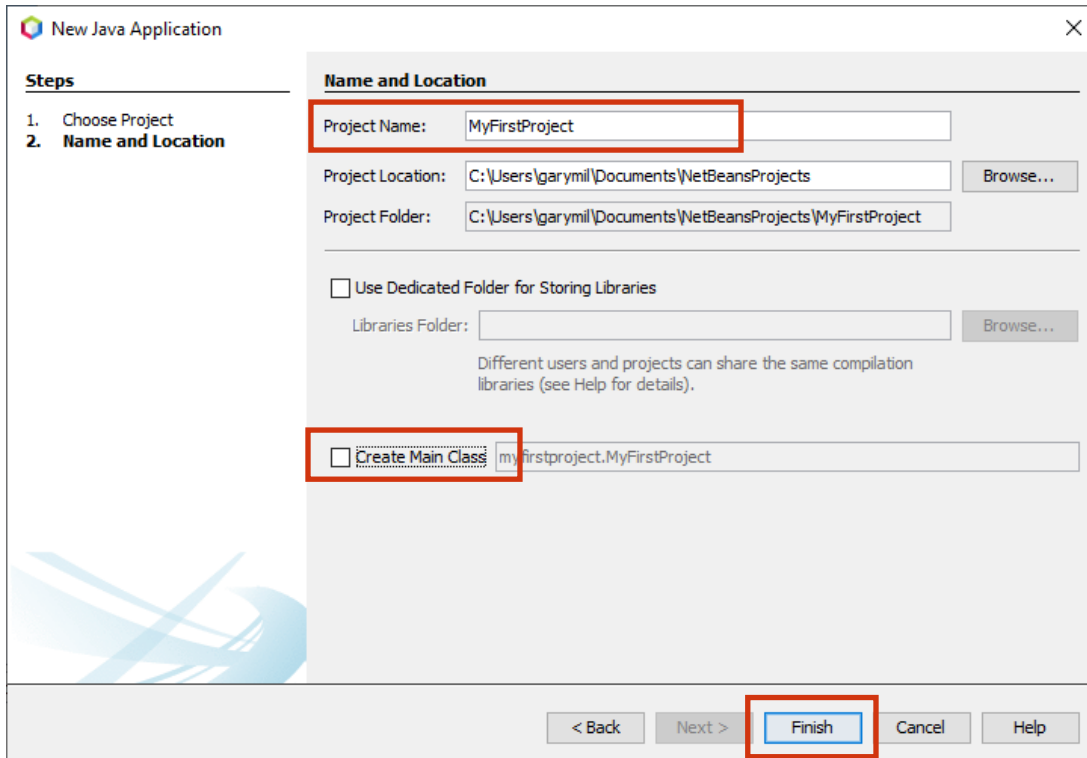 New Java Application
Steps
1. Choose Project
2. Name and Location
Name and Location
Project Name: MyFirstProject
Project Location: C:\Users\garymil\Documents\NetBeansProjects Browse...
Project Folder: C:\Users\garymil\Documents\NetBeansProjects\MyFirstProject
Use Dedicated Folder for Storing Libraries
Libraries Folder: Browse...
Different users and projects can share the same compilation
libraries (see Help for details).
Create Main Class myfirstproject.MyFirstProject
< Back Next > Finish Cancel Help